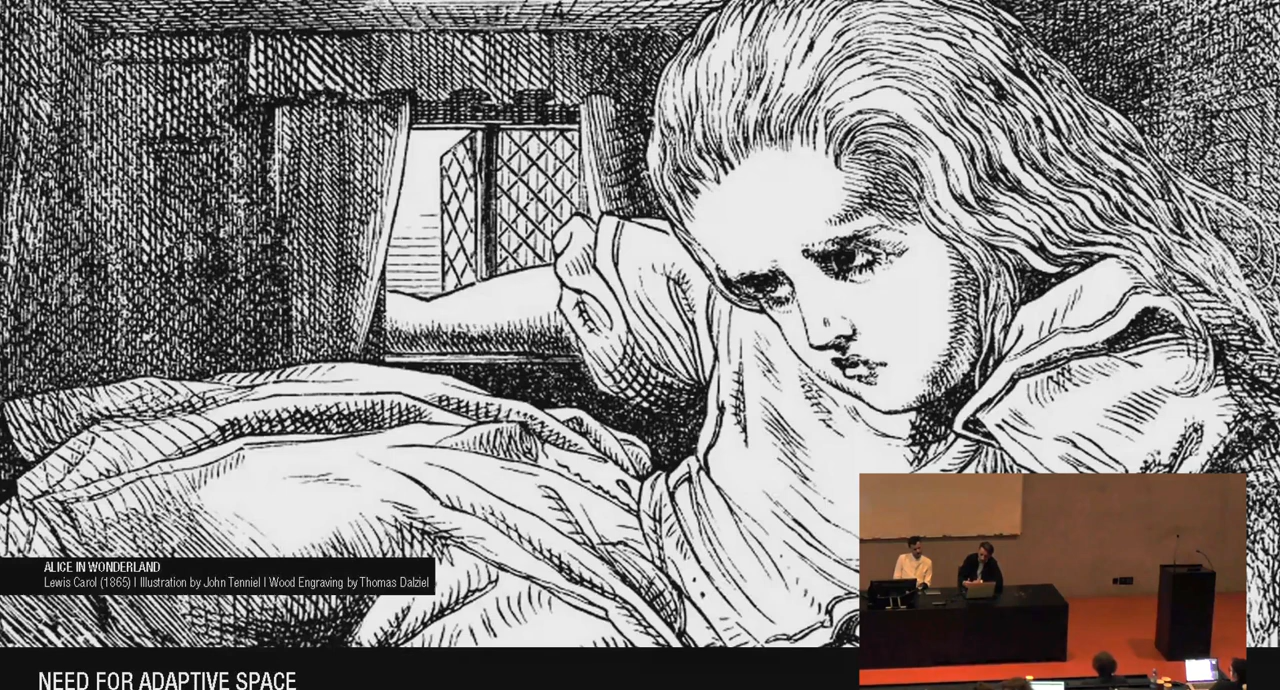 ALICE IN WONDERLAND
Lewis Carol (1865) | Illustration by John Tenniel | Wood Engraving by Thomas Dalziel
NEED FOR ADAPTIVE SPACE